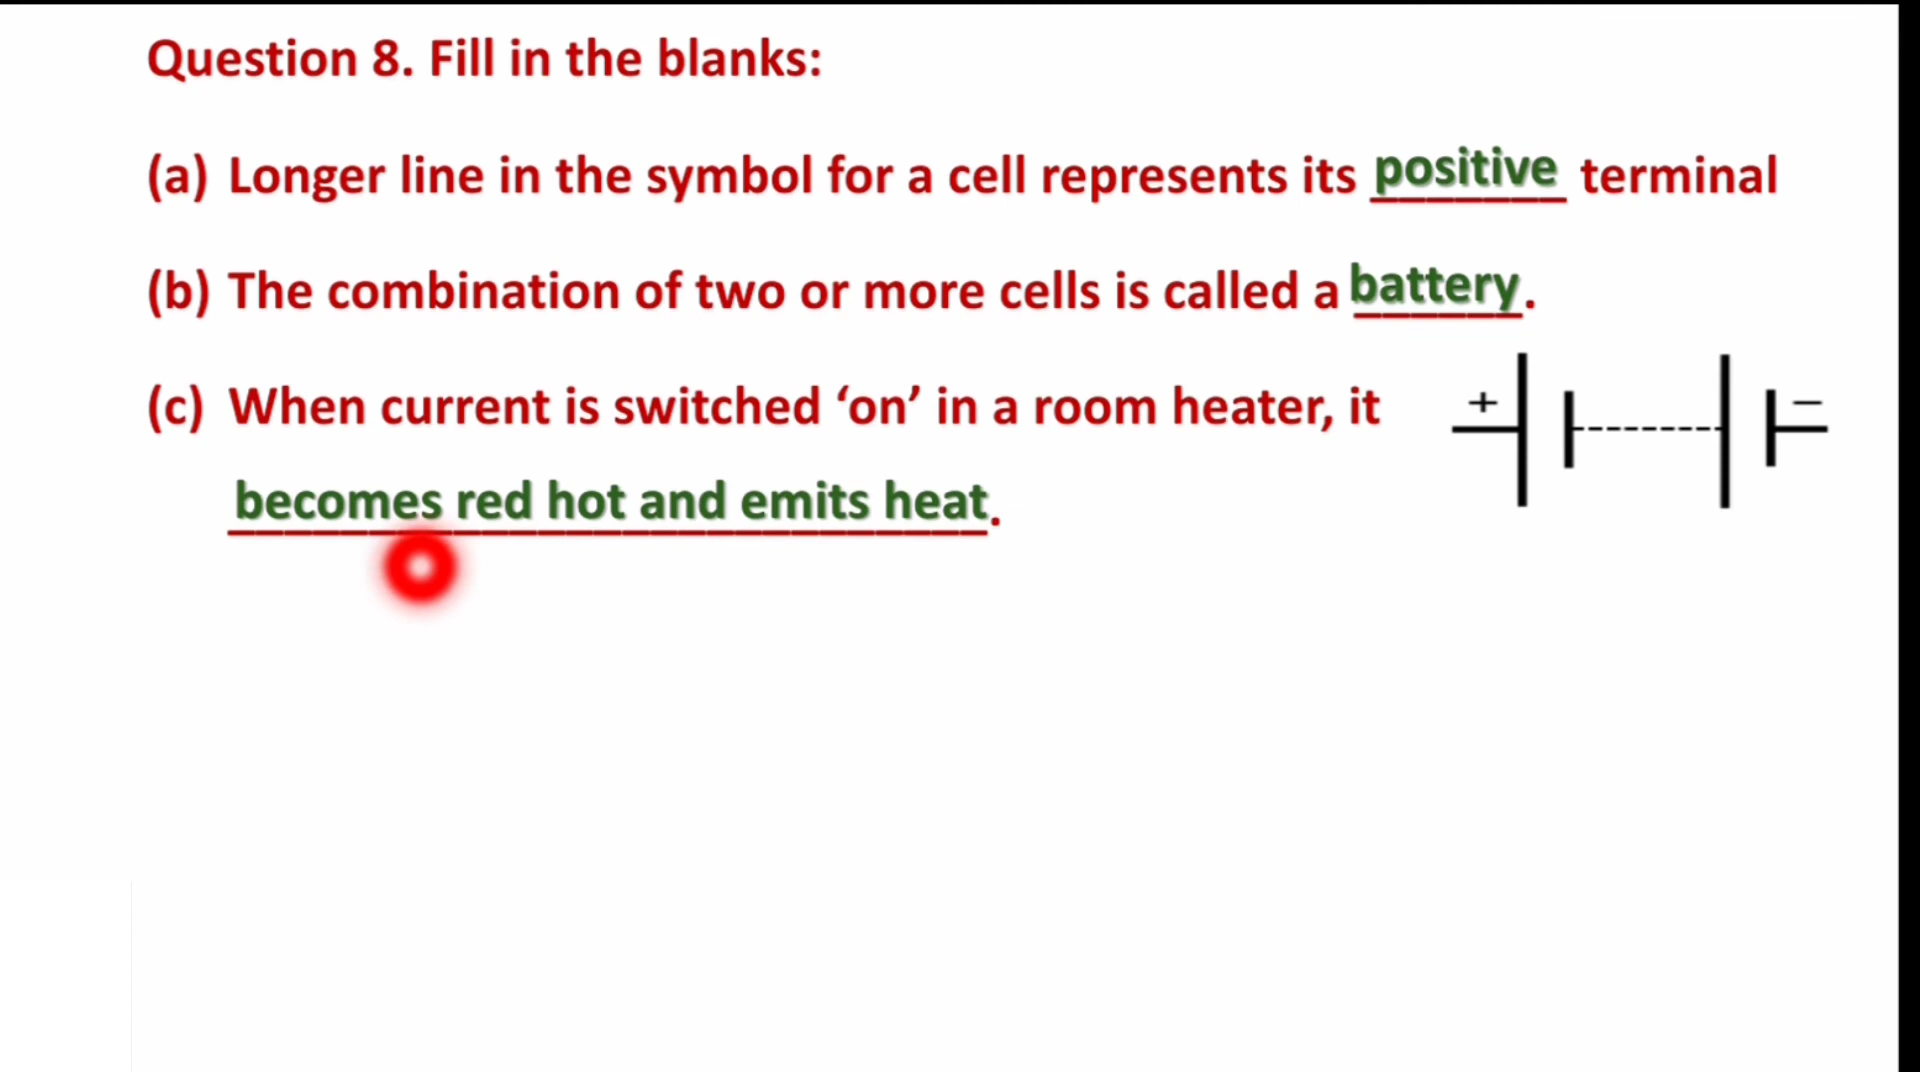 Question 8. Fill in the blanks:
(a) Longer line in the symbol for a cell represents its positive terminal
(b) The combination of two or more cells is called a battery.
(c) When current is switched ‘on’ in a room heater, it
+ −
becomes red hot and emits heat.